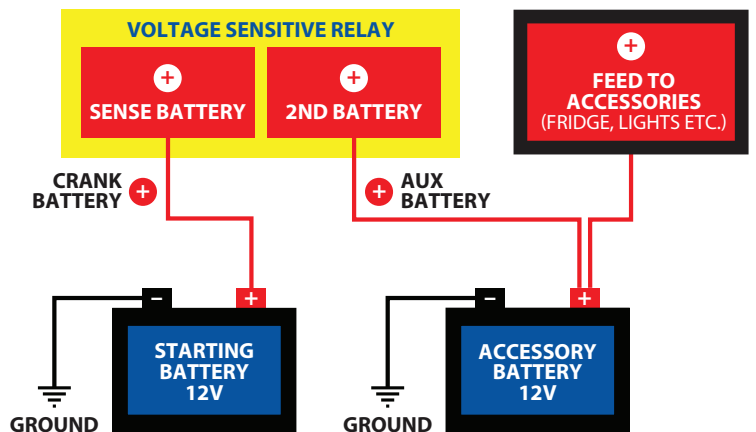 VOLTAGE SENSITIVE RELAY
+
SENSE BATTERY
+
2ND BATTERY
+
FEED TO
ACCESSORIES
(FRIDGE, LIGHTS ETC.)
CRANK
BATTERY
+
+
AUX
BATTERY
–
+
STARTING
BATTERY
12V
GROUND
–
+
ACCESSORY
BATTERY
12V
GROUND